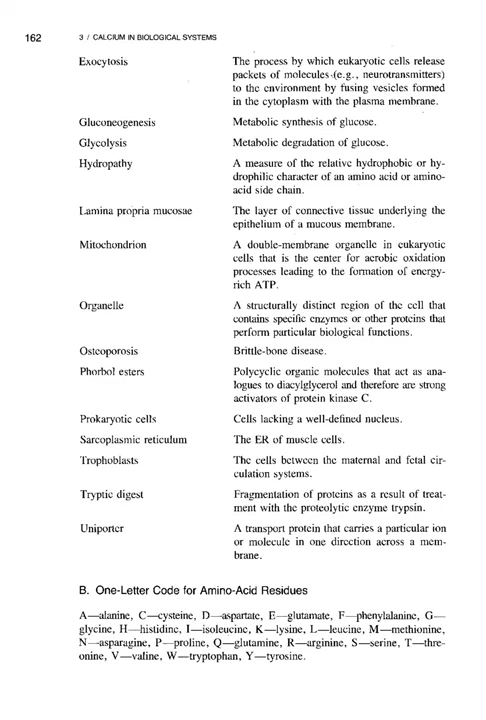 162 3 / CALCIUM IN BIOLOGICAL SYSTEMS
Exocytosis The process by which eukaryotic cells release
packets of molecules (e.g., neurotransmitters)
to the environment by fusing vesicles formed
in the cytoplasm with the plasma membrane.
Gluconeogenesis Metabolic synthesis of glucose.
Glycolysis Metabolic degradation of glucose.
Hydropathy A measure of the relative hydrophobic or hy-
drophilic character of an amino acid or amino-
acid side chain.
Lamina propria mucosae The layer of connective tissue underlying the
epithelium of a mucous membrane.
Mitochondrion A double-membrane organelle in eukaryotic
cells that is the center for aerobic oxidation
processes leading to the formation of energy-
rich ATP.
Organelle A structurally distinct region of the cell that
contains specific enzymes or other proteins that
perform particular biological functions.
Osteoporosis Brittle-bone disease.
Phorbol esters Polycyclic organic molecules that act as ana-
logues to diacylglycerol and therefore are strong
activators of protein kinase C.
Prokaryotic cells Cells lacking a well-defined nucleus.
Sarcoplasmic reticulum The ER of muscle cells.
Trophoblasts The cells between the maternal and fetal cir-
culation systems.
Tryptic digest Fragmentation of proteins as a result of treat-
ment with the proteolytic enzyme trypsin.
Uniporter A transport protein that carries a particular ion
or molecule in one direction across a mem-
brane.
B. One-Letter Code for Amino-Acid Residues
A—alanine, C—cysteine, D—aspartate, E—glutamate, F—phenylalanine, G—
glycine, H—histidine, I—isoleucine, K—lysine, L—leucine, M—methionine,
N—asparagine, P—proline, Q—glutamine, R—arginine, S—serine, T—thre-
onine, V—valine, W—tryptophan, Y—tyrosine.